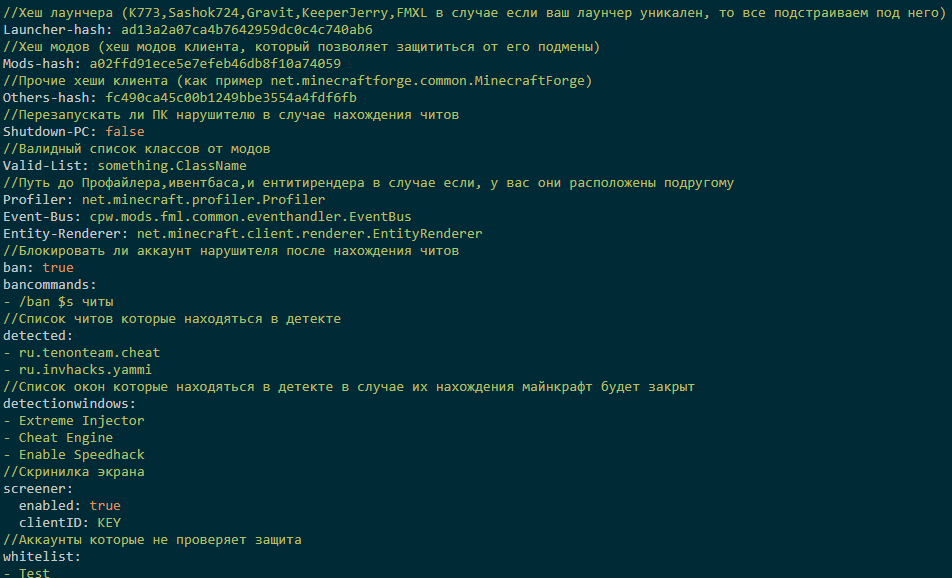 //Хеш лаунчера (K773,Sashok724,Gravit,KeeperJerry,FMXL в случае если ваш лаунчер уникален, то все подстраиваем под него)
Launcher-hash: ad13a2a07ca4b7642959dc0c4c740ab6
//Хеш модов (хеш модов клиента, который позволяет защититься от его подмены)
Mods-hash: a02ffd91ece5e7efeb46db8f10a74059
//Прочие хеши клиента (как пример net.minecraftforge.common.MinecraftForge)
Others-hash: fc490ca45c00b1249bbe3554a4fdf6fb
//Перезапускать ли ПК нарушителю в случае нахождения читов
Shutdown-PC: false
//Валидный список классов от модов
Valid-List: something.ClassName
//Путь до Профайлера,ивентбаса,и ентитирендера в случае если, у вас они расположены подругому
Profiler: net.minecraft.profiler.Profiler
Event-Bus: cpw.mods.fml.common.eventhandler.EventBus
Entity-Renderer: net.minecraft.client.renderer.EntityRenderer
//Блокировать ли аккаунт нарушителя после нахождения читов
ban: true
bancommands:
- /ban $s читы
//Список читов которые находяться в детекте
detected:
- ru.tenonteam.cheat
- ru.invhacks.yammi
//Список окон которые находяться в детекте в случае их нахождения майнкрафт будет закрыт
detectionwindows:
- Extreme Injector
- Cheat Engine
- Enable Speedhack
//Скринилка экрана
screener:
  enabled: true
  clientID: KEY
//Аккаунты которые не проверяет защита
whitelist:
- Test